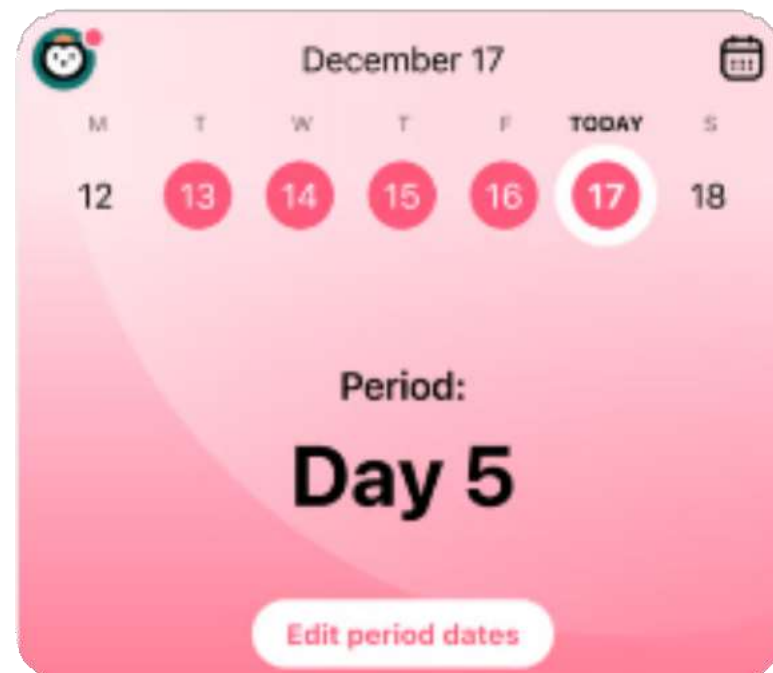 December 17
M T W T F TODAY S
12 13 14 15 16 17 18
Period:
Day 5
Edit period dates